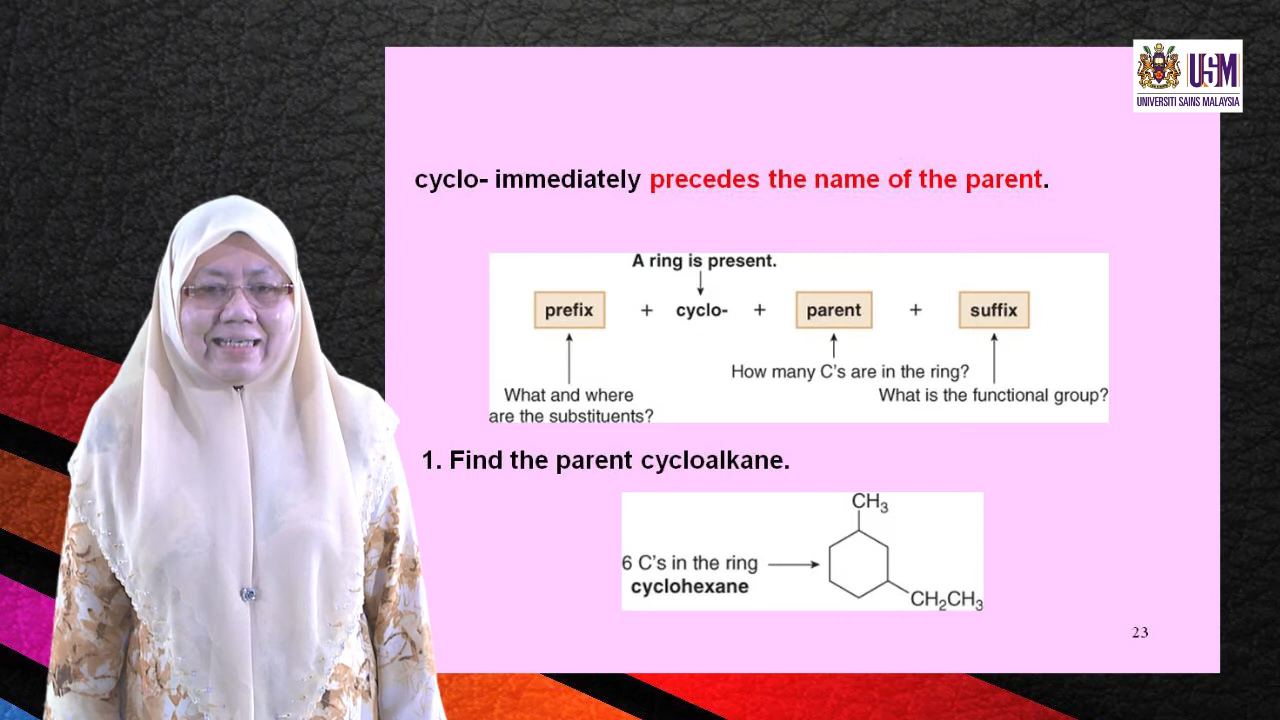 USM
UNIVERSITI SAINS MALAYSIA
cyclo- immediately precedes the name of the parent.
A ring is present.
prefix + cyclo- + parent + suffix
How many C's are in the ring?
What and where
are the substituents?
What is the functional group?
1. Find the parent cycloalkane.
CH₃
6 C's in the ring
cyclohexane
CH₂CH₃
23